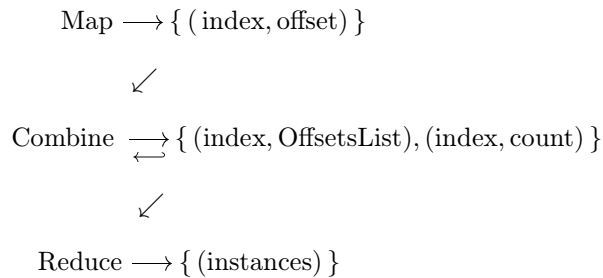 Map ⟶ { ( index, offset) }
↙
Combine ⟶ ↩ { (index, OffsetsList), (index, count) }
↙
Reduce ⟶ { (instances) }